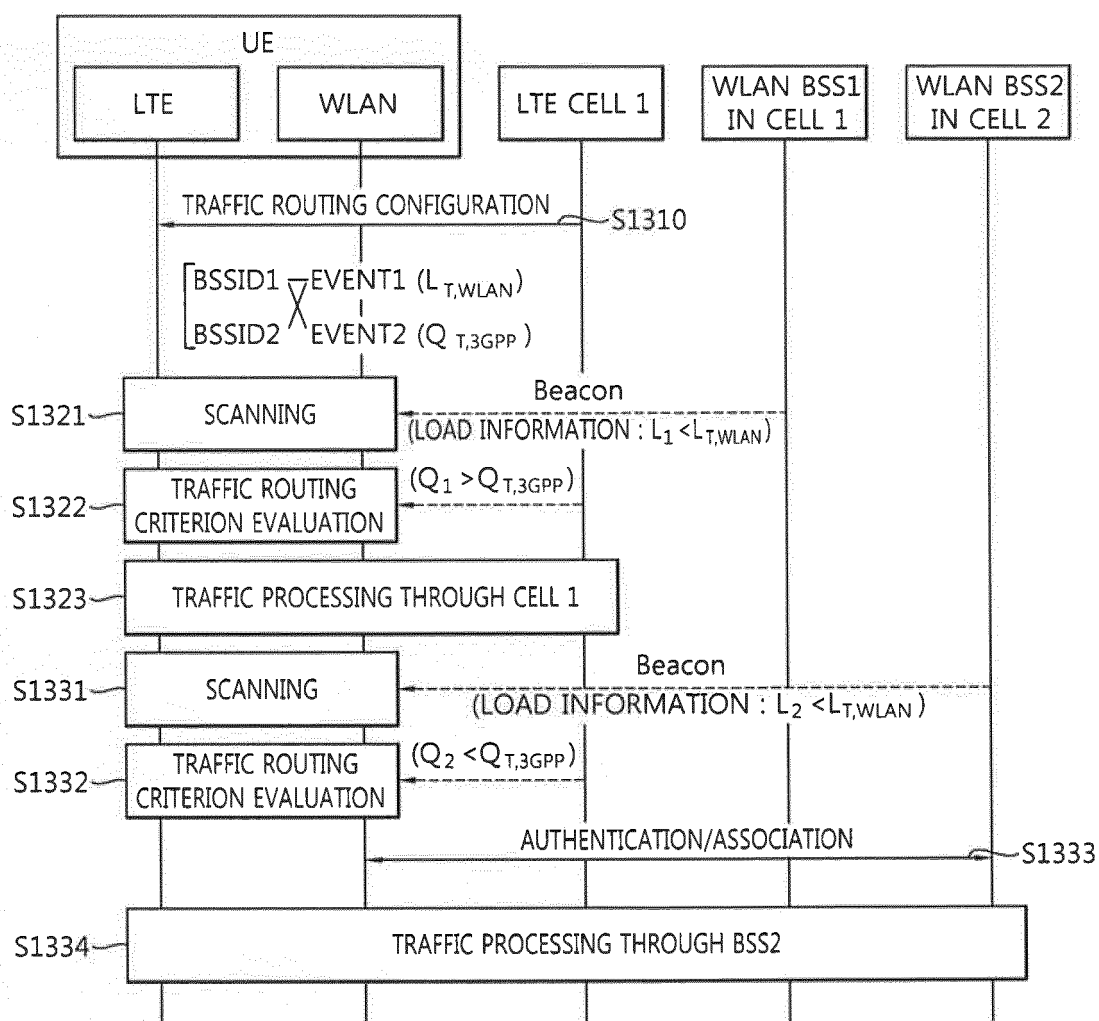 UE
LTE
WLAN
LTE CELL 1
WLAN BSS1
IN CELL 1
WLAN BSS2
IN CELL 2
TRAFFIC ROUTING CONFIGURATION
S1310
BSSID1 EVENT1 (L T,WLAN)
BSSID2 EVENT2 (Q T,3GPP )
S1321
SCANNING
Beacon
(LOAD INFORMATION : L1 <LT,WLAN)
S1322
TRAFFIC ROUTING
CRITERION EVALUATION
(Q1 >Q T,3GPP)
S1323
TRAFFIC PROCESSING THROUGH CELL 1
S1331
SCANNING
Beacon
(LOAD INFORMATION : L2 <LT,WLAN )
S1332
TRAFFIC ROUTING
CRITERION EVALUATION
(Q2 <Q T,3GPP)
AUTHENTICATION/ASSOCIATION
S1333
S1334
TRAFFIC PROCESSING THROUGH BSS2